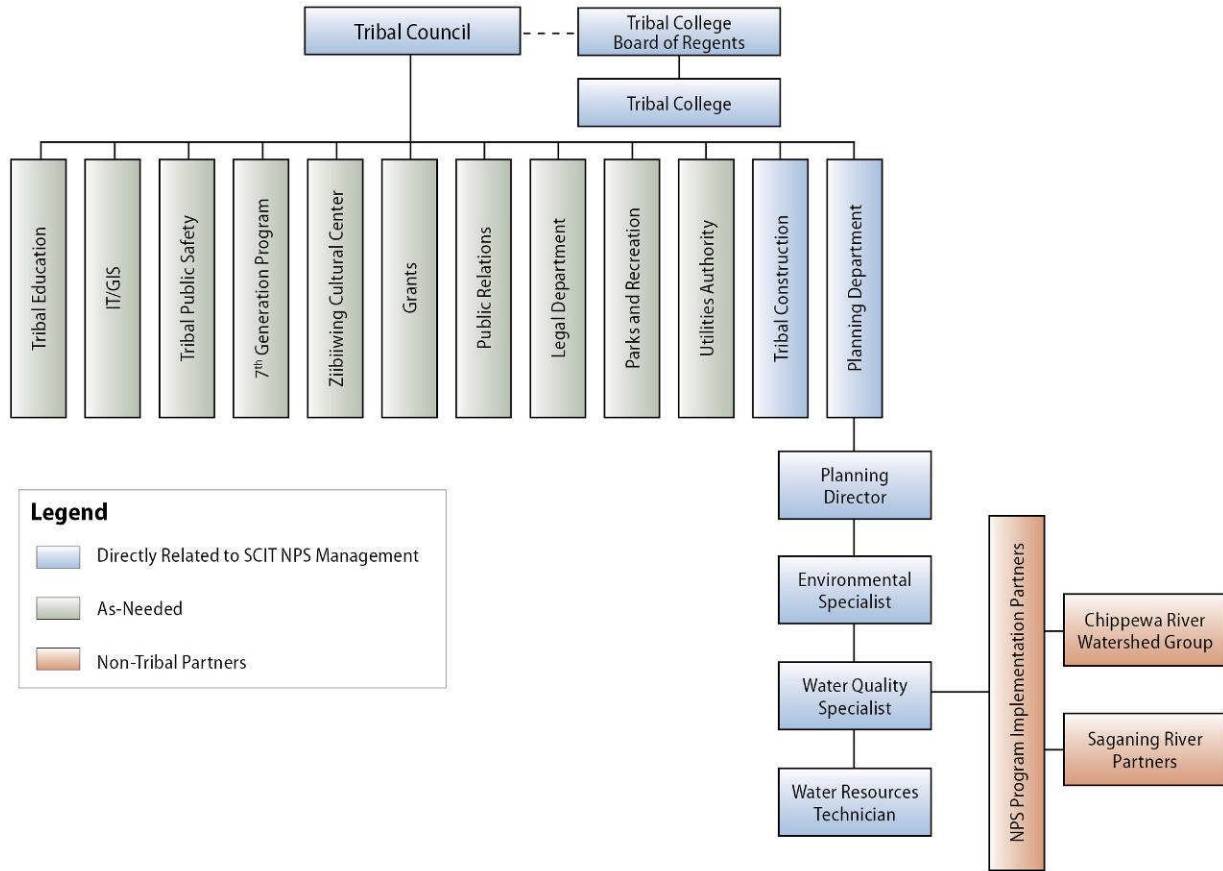 Tribal Council
Tribal College
Board of Regents
Tribal College
Tribal Education
IT/GIS
Tribal Public Safety
7th Generation Program
Ziibiiwing Cultural Center
Grants
Public Relations
Legal Department
Parks and Recreation
Utilities Authority
Tribal Construction
Planning Department
Planning
Director
Environmental
Specialist
Water Quality
Specialist
Water Resources
Technician
NPS Program Implementation Partners
Chippewa River
Watershed Group
Saganing River
Partners
Legend
Directly Related to SCIT NPS Management
As-Needed
Non-Tribal Partners